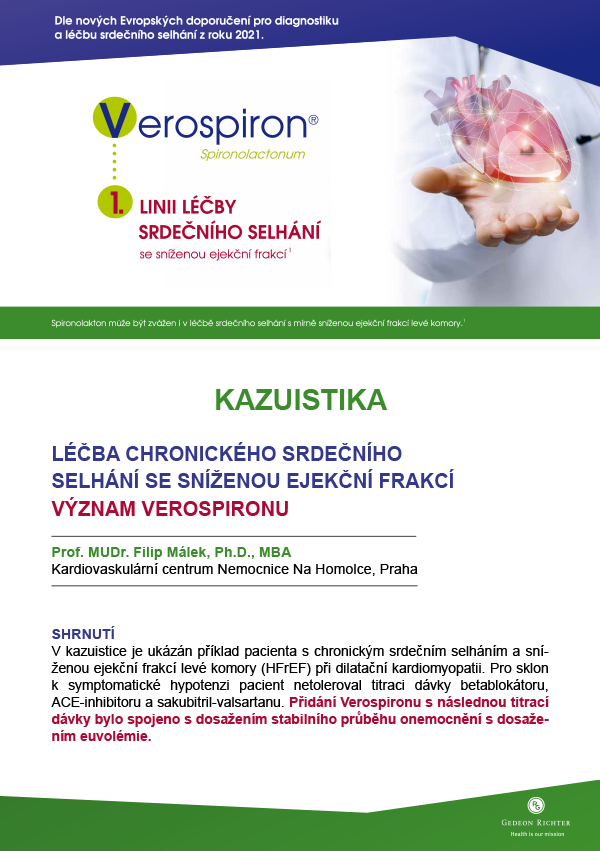 Dle nových Evropských doporučení pro diagnostiku
a léčbu srdečního selhání z roku 2021.
Verospiron®
Spironolactonum
1. LINII LÉČBY
SRDEČNÍHO SELHÁNÍ
se sníženou ejekční frakcí 1
Spironolakton může být zvážen i v léčbě srdečního selhání s mírně sníženou ejekční frakcí levé komory.1
KAZUISTIKA
LÉČBA CHRONICKÉHO SRDEČNÍHO
SELHÁNÍ SE SNÍŽENOU EJEKČNÍ FRAKCÍ
VÝZNAM VEROSPIRONU
Prof. MUDr. Filip Málek, Ph.D., MBA
Kardiovaskulární centrum Nemocnice Na Homolce, Praha
SHRNUTÍ
V kazuistice je ukázán příklad pacienta s chronickým srdečním selháním a sní-
ženou ejekční frakcí levé komory (HFrEF) při dilatační kardiomyopatii. Pro sklon
k symptomatické hypotenzi pacient netoleroval titraci dávky betablokátoru,
ACE-inhibitoru a sakubitril-valsartanu. Přidání Verospironu s následnou titrací
dávky bylo spojeno s dosažením stabilního průběhu onemocnění s dosaže-
ním euvolémie.
RG
GEDEON RICHTER
Health is our mission